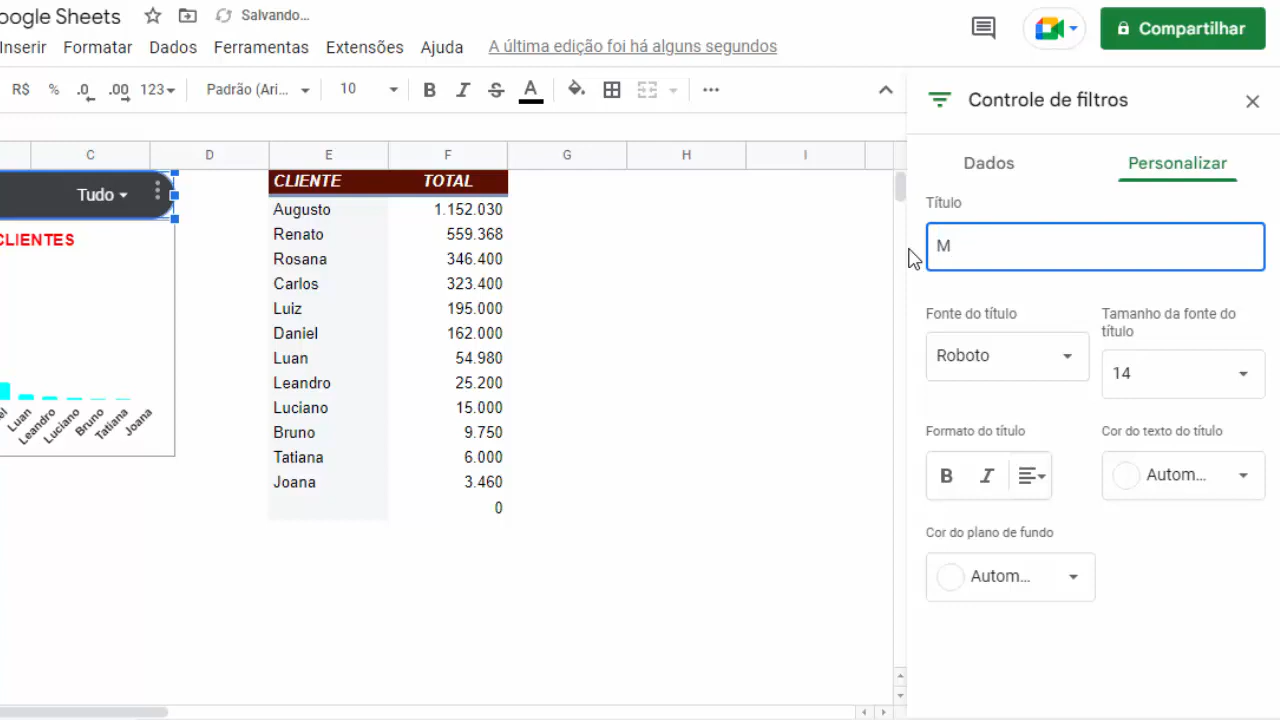 oogle Sheets Salvando...
Inserir Formatar Dados Ferramentas Extensões Ajuda A última edição foi há alguns segundos
Compartilhar
R$ % .0 .00 123 Padrão (Ari... 10 B I S A
Controle de filtros
Dados Personalizar
C D E F G H I
Título
M
Tudo
CLIENTES
CLIENTE TOTAL
Augusto 1.152.030
Renato 559.368
Rosana 346.400
Carlos 323.400
Luiz 195.000
Daniel 162.000
Luan 54.980
Leandro 25.200
Luciano 15.000
Bruno 9.750
Tatiana 6.000
Joana 3.460
0
el Luan Leandro Luciano Bruno Tatiana Joana
Fonte do título
Roboto
Tamanho da fonte do
título
14
Formato do título
B I
Cor do texto do título
Autom...
Cor do plano de fundo
Autom...